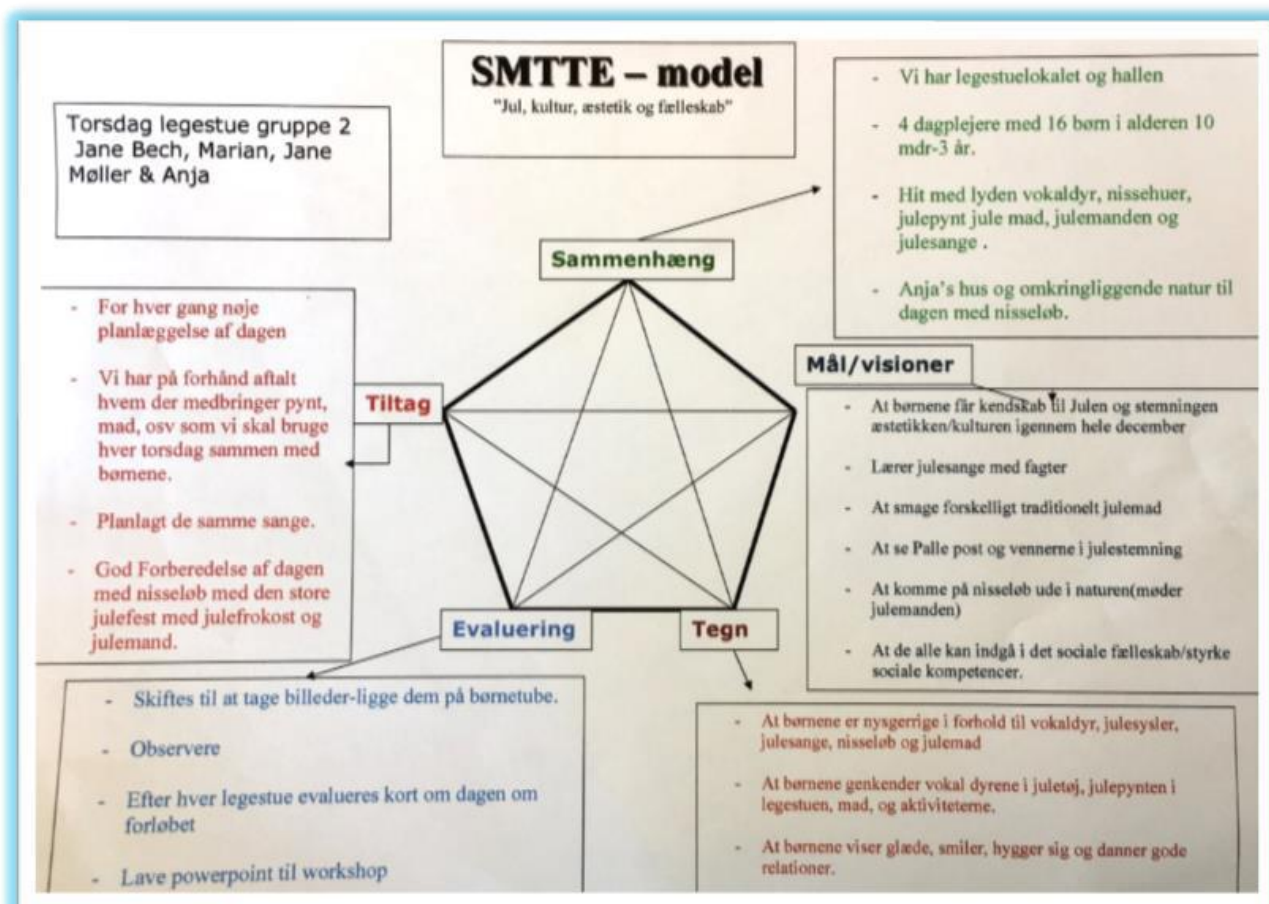 SMTTE – model
"Jul, kultur, æstetik og fælleskab"
Torsdag legestue gruppe 2
Jane Bech, Marian, Jane
Møller & Anja
- Vi har legestuelokalet og hallen
- 4 dagplejere med 16 børn i alderen 10
mdr-3 år.
- Hit med lyden vokaldyr, nissehuer,
julepynt jule mad, julemanden og
julesange .
- Anja's hus og omkringliggende natur til
dagen med nisseløb.
Sammenhæng
Mål/visioner
- At børnene får kendskab til Julen og stemningen
æstetikken/kulturen igennem hele december
- Lærer julesange med fagter
- At smage forskelligt traditionelt julemad
- At se Palle post og vennerne i julestemning
- At komme på nisseløb ude i naturen(møder
julemanden)
- At de alle kan indgå i det sociale fælleskab/styrke
sociale kompetencer.
Tiltag
- For hver gang nøje
planlæggelse af dagen
- Vi har på forhånd aftalt
hvem der medbringer pynt,
mad, osv som vi skal bruge
hver torsdag sammen med
børnene.
- Planlagt de samme sange.
- God Forberedelse af dagen
med nisseløb med den store
julefest med julefrokost og
julemand.
Evaluering
Tegn
- Skiftes til at tage billeder-ligge dem på børnetube.
- Observere
- Efter hver legestue evalueres kort om dagen om
forløbet
- Lave powerpoint til workshop
- At børnene er nysgerrige i forhold til vokaldyr, julesysler,
julesange, nisseløb og julemad
- At børnene genkender vokal dyrene i juletøj, julepynten i
legestuen, mad, og aktiviteterne.
- At børnene viser glæde, smiler, hygger sig og danner gode
relationer.